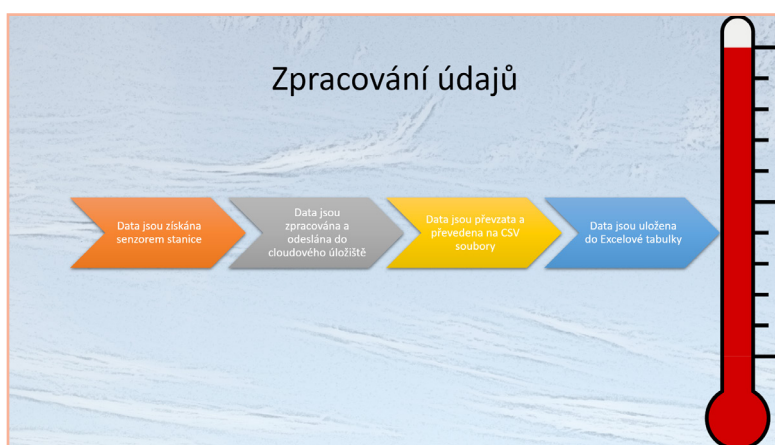 Zpracování údajů
Data jsou získána
senzorem stanice
Data jsou
zpracována a
odeslána do
cloudového úložiště
Data jsou převzata a
převedena na CSV
soubory
Data jsou uložena
do Excelové tabulky